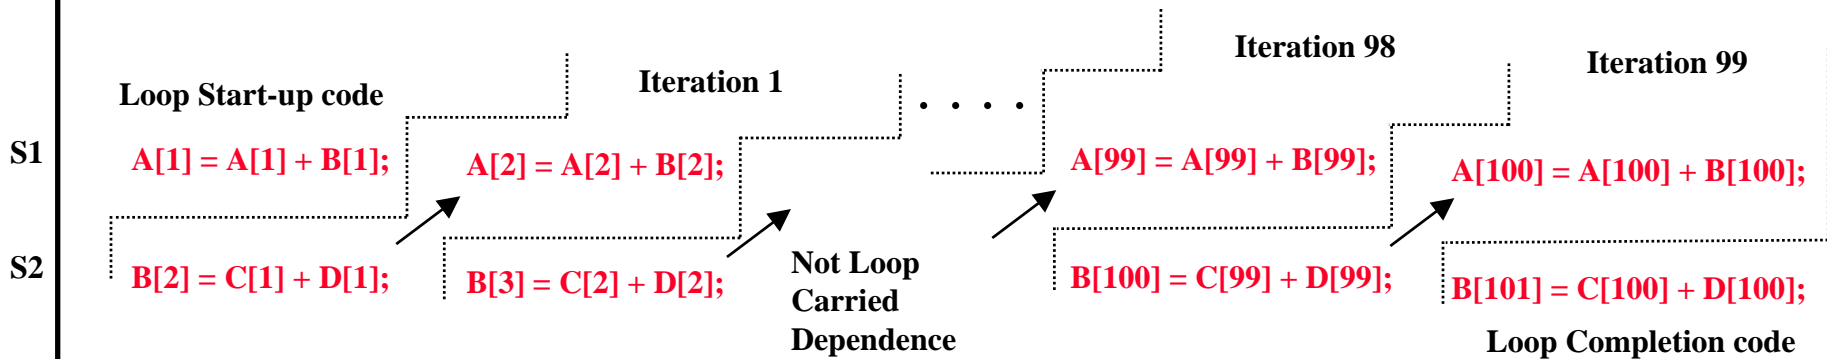 Loop Start-up code
Iteration 1
. . . .
Iteration 98
Iteration 99
S1
A[1] = A[1] + B[1];
A[2] = A[2] + B[2];
A[99] = A[99] + B[99];
A[100] = A[100] + B[100];
S2
B[2] = C[1] + D[1];
B[3] = C[2] + D[2];
Not Loop
Carried
Dependence
B[100] = C[99] + D[99];
B[101] = C[100] + D[100];
Loop Completion code